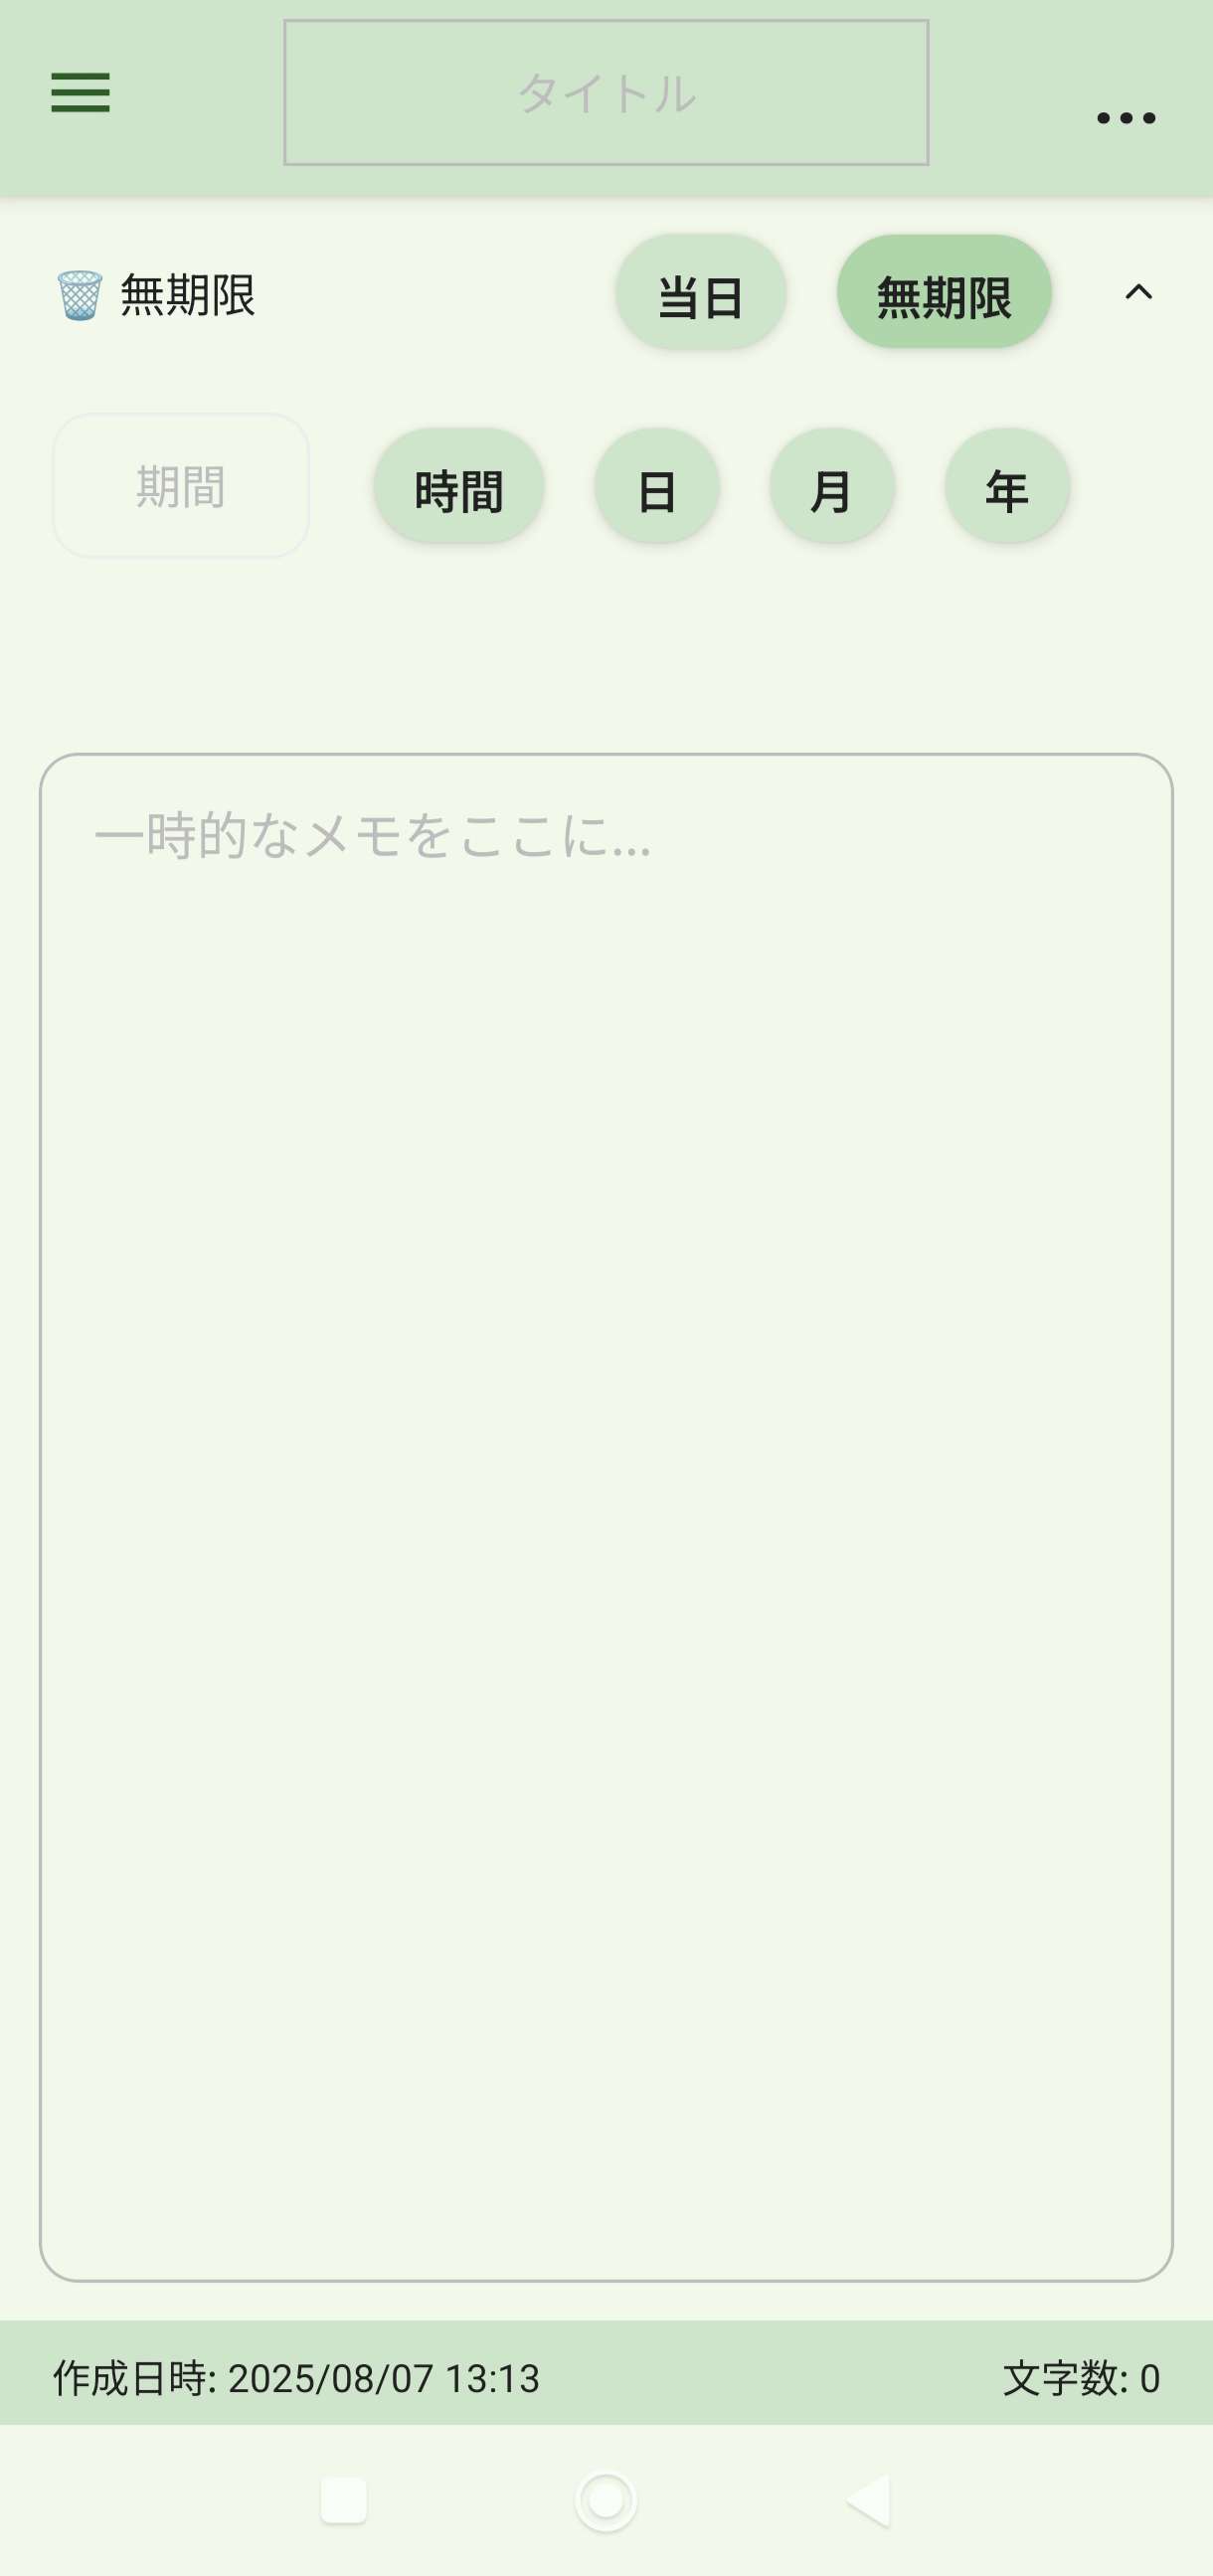 タイトル
無期限 当日 無期限
期間 時間 日 月 年
一時的なメモをここに...
作成日時: 2025/08/07 13:13 文字数: 0